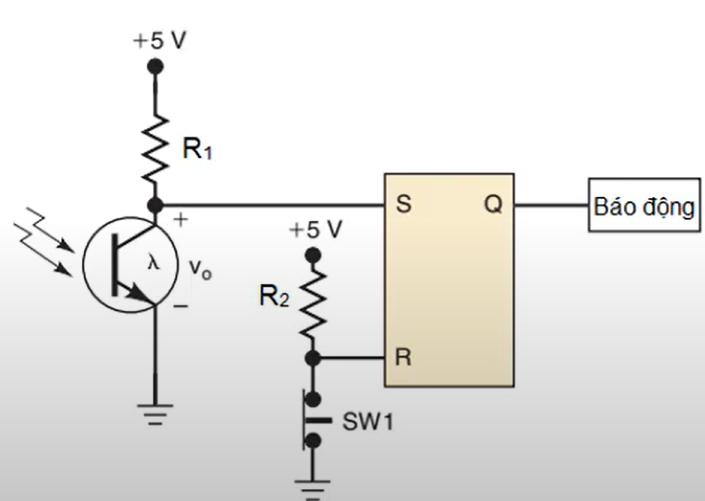 +5 V
R₁
S
Q
Báo động
+
λ
vₒ
−
+5 V
R₂
R
SW1